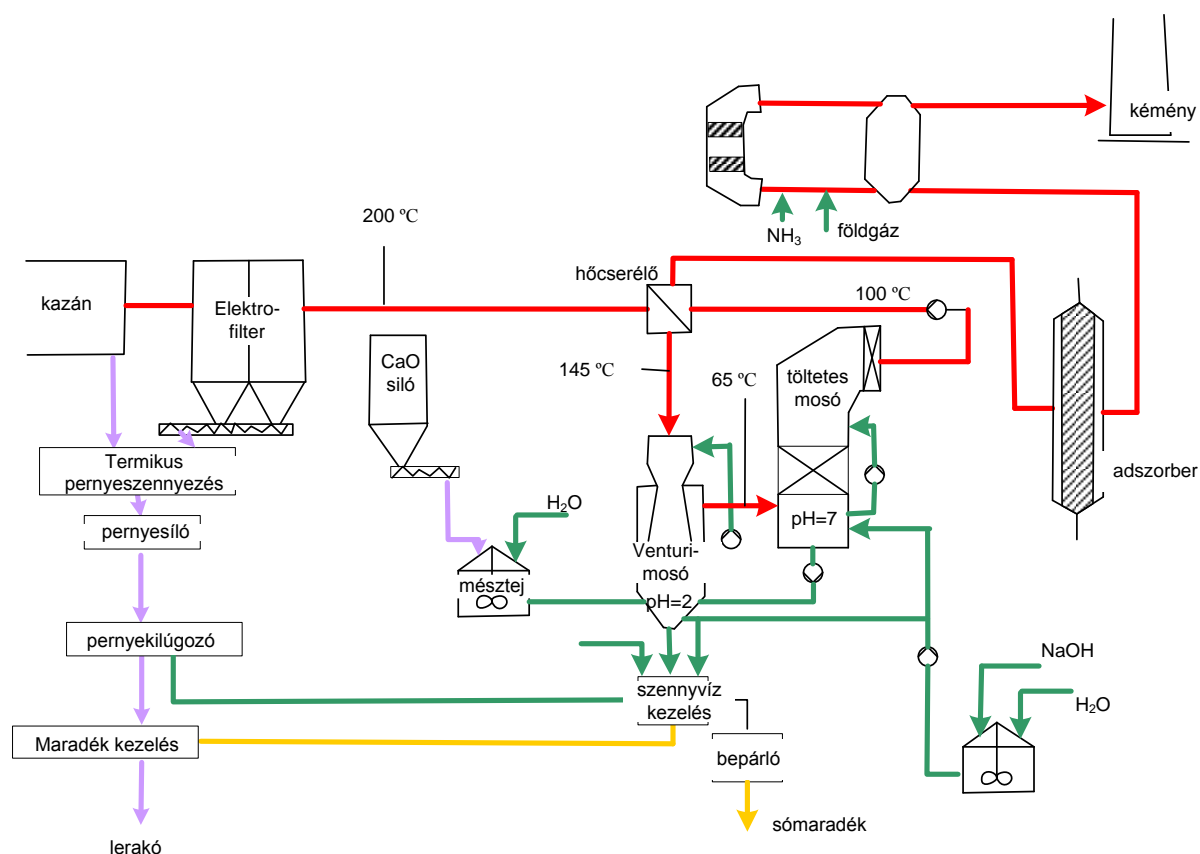 kémény
NH₃
földgáz
200 ºC
hőcserélő
kazán
Elektro-
filter
100 ºC
CaO
siló
145 ºC
65 ºC
töltetes
mosó
Termikus
pernyeszennyezés
adszorber
H₂O
pH=7
pernyesíló
Venturi-
mosó
mésztej
pH=2
pernyekilúgozó
NaOH
szennyvíz
kezelés
H₂O
Maradék kezelés
bepárló
sómaradék
lerakó